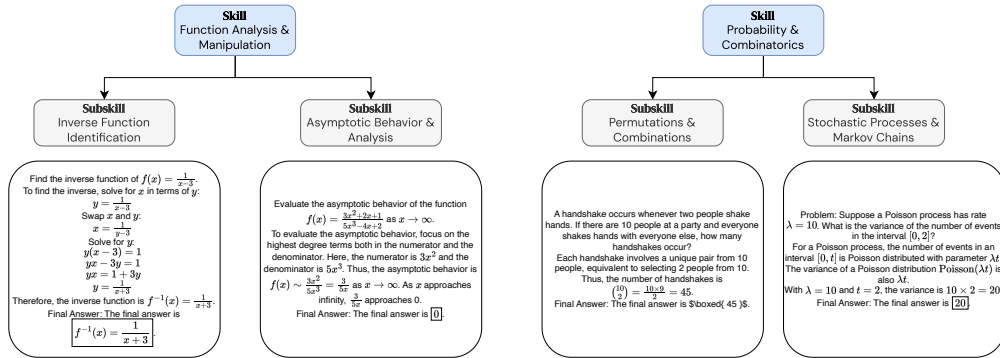 Skill
Function Analysis &
Manipulation
Subskill
Inverse Function
Identification
Find the inverse function of f(x) = 1/(x−3).
To find the inverse, solve for x in terms of y:
y = 1/(x−3)
Swap x and y:
x = 1/(y−3)
Solve for y:
y(x − 3) = 1
yx − 3y = 1
yx = 1 + 3y
y = 1/(x+3)
Therefore, the inverse function is f⁻¹(x) = 1/(x+3).
Final Answer: The final answer is
f⁻¹(x) = 1/(x + 3).
Subskill
Asymptotic Behavior &
Analysis
Evaluate the asymptotic behavior of the function
f(x) = (3x²+2x+1)/(5x³−4x+2) as x → ∞.
To evaluate the asymptotic behavior, focus on the
highest degree terms both in the numerator and the
denominator. Here, the numerator is 3x² and the
denominator is 5x³. Thus, the asymptotic behavior is
f(x) ∼ 3x²/5x³ = 3/5x as x → ∞. As x approaches
infinity, 3/5x approaches 0.
Final Answer: The final answer is 0.
Skill
Probability &
Combinatorics
Subskill
Permutations &
Combinations
A handshake occurs whenever two people shake
hands. If there are 10 people at a party and everyone
shakes hands with everyone else, how many
handshakes occur?
Each handshake involves a unique pair from 10
people, equivalent to selecting 2 people from 10.
Thus, the number of handshakes is
(10 2) = (10×9)/2 = 45.
Final Answer: The final answer is $\boxed{ 45 }$.
Subskill
Stochastic Processes &
Markov Chains
Problem: Suppose a Poisson process has rate
λ = 10. What is the variance of the number of events
in the interval [0, 2]?
For a Poisson process, the number of events in an
interval [0, t] is Poisson distributed with parameter λt
The variance of a Poisson distribution Poisson(λt) is
also λt.
With λ = 10 and t = 2, the variance is 10 × 2 = 20
Final Answer: The final answer is 20.